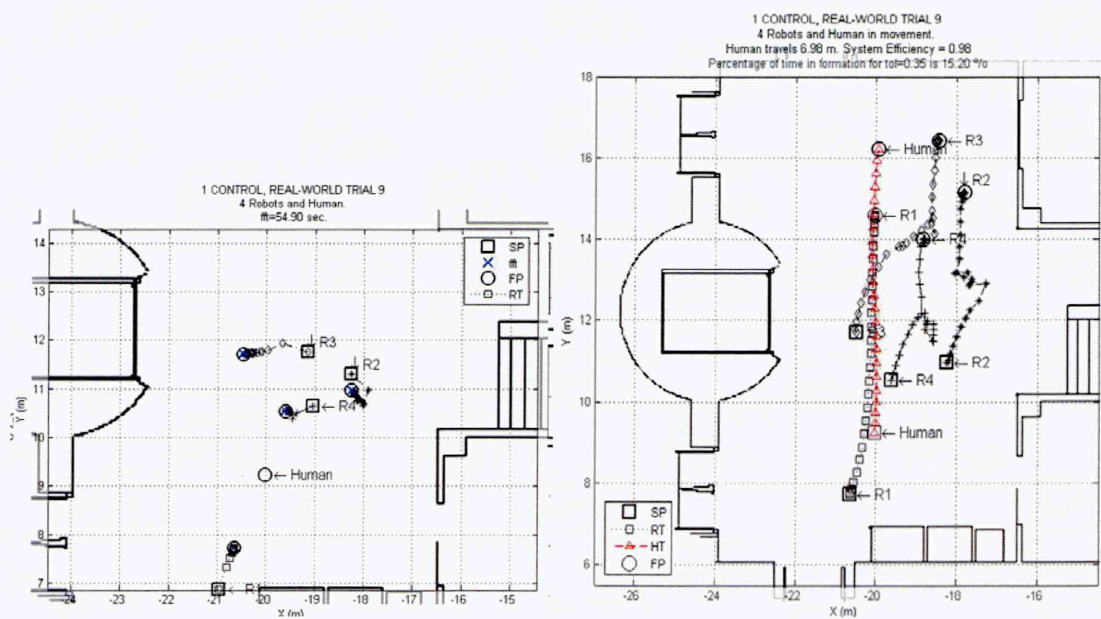 1 CONTROL, REAL-WORLD TRIAL 9
4 Robots and Human.
fft=54.90 sec.
14
13
12
11
10
9
8
7
Y (m)
SP
fft
FP
RT
R3
R2
R4
Human
-24
-23
-22
-21
-20
-19
-18
-17
-16
-15
X (m)
1 CONTROL, REAL-WORLD TRIAL 9
4 Robots and Human in movement.
Human travels 6.98 m. System Efficiency = 0.98
Percentage of time in formation for tol=0.35 is 15.20 %
18
16
14
12
10
8
6
Y (m)
Human
R3
R2
R1
R4
R4
R2
Human
R1
SP
RT
HT
FP
-26
-24
-22
-20
-18
-16
X (m)